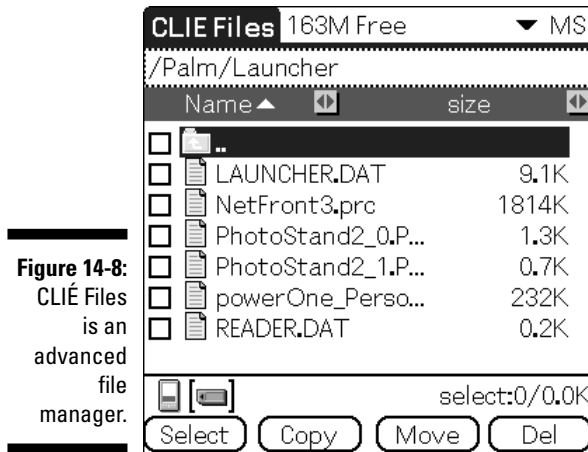 CLIE Files 163M Free MS
/Palm/Launcher
Name size
..
LAUNCHER.DAT 9.1K
NetFront3.prc 1814K
PhotoStand2_0.P... 1.3K
PhotoStand2_1.P... 0.7K
powerOne_Perso... 232K
READER.DAT 0.2K
select:0/0.0K
Select Copy Move Del
Figure 14-8:
CLIÉ Files
is an
advanced
file
manager.